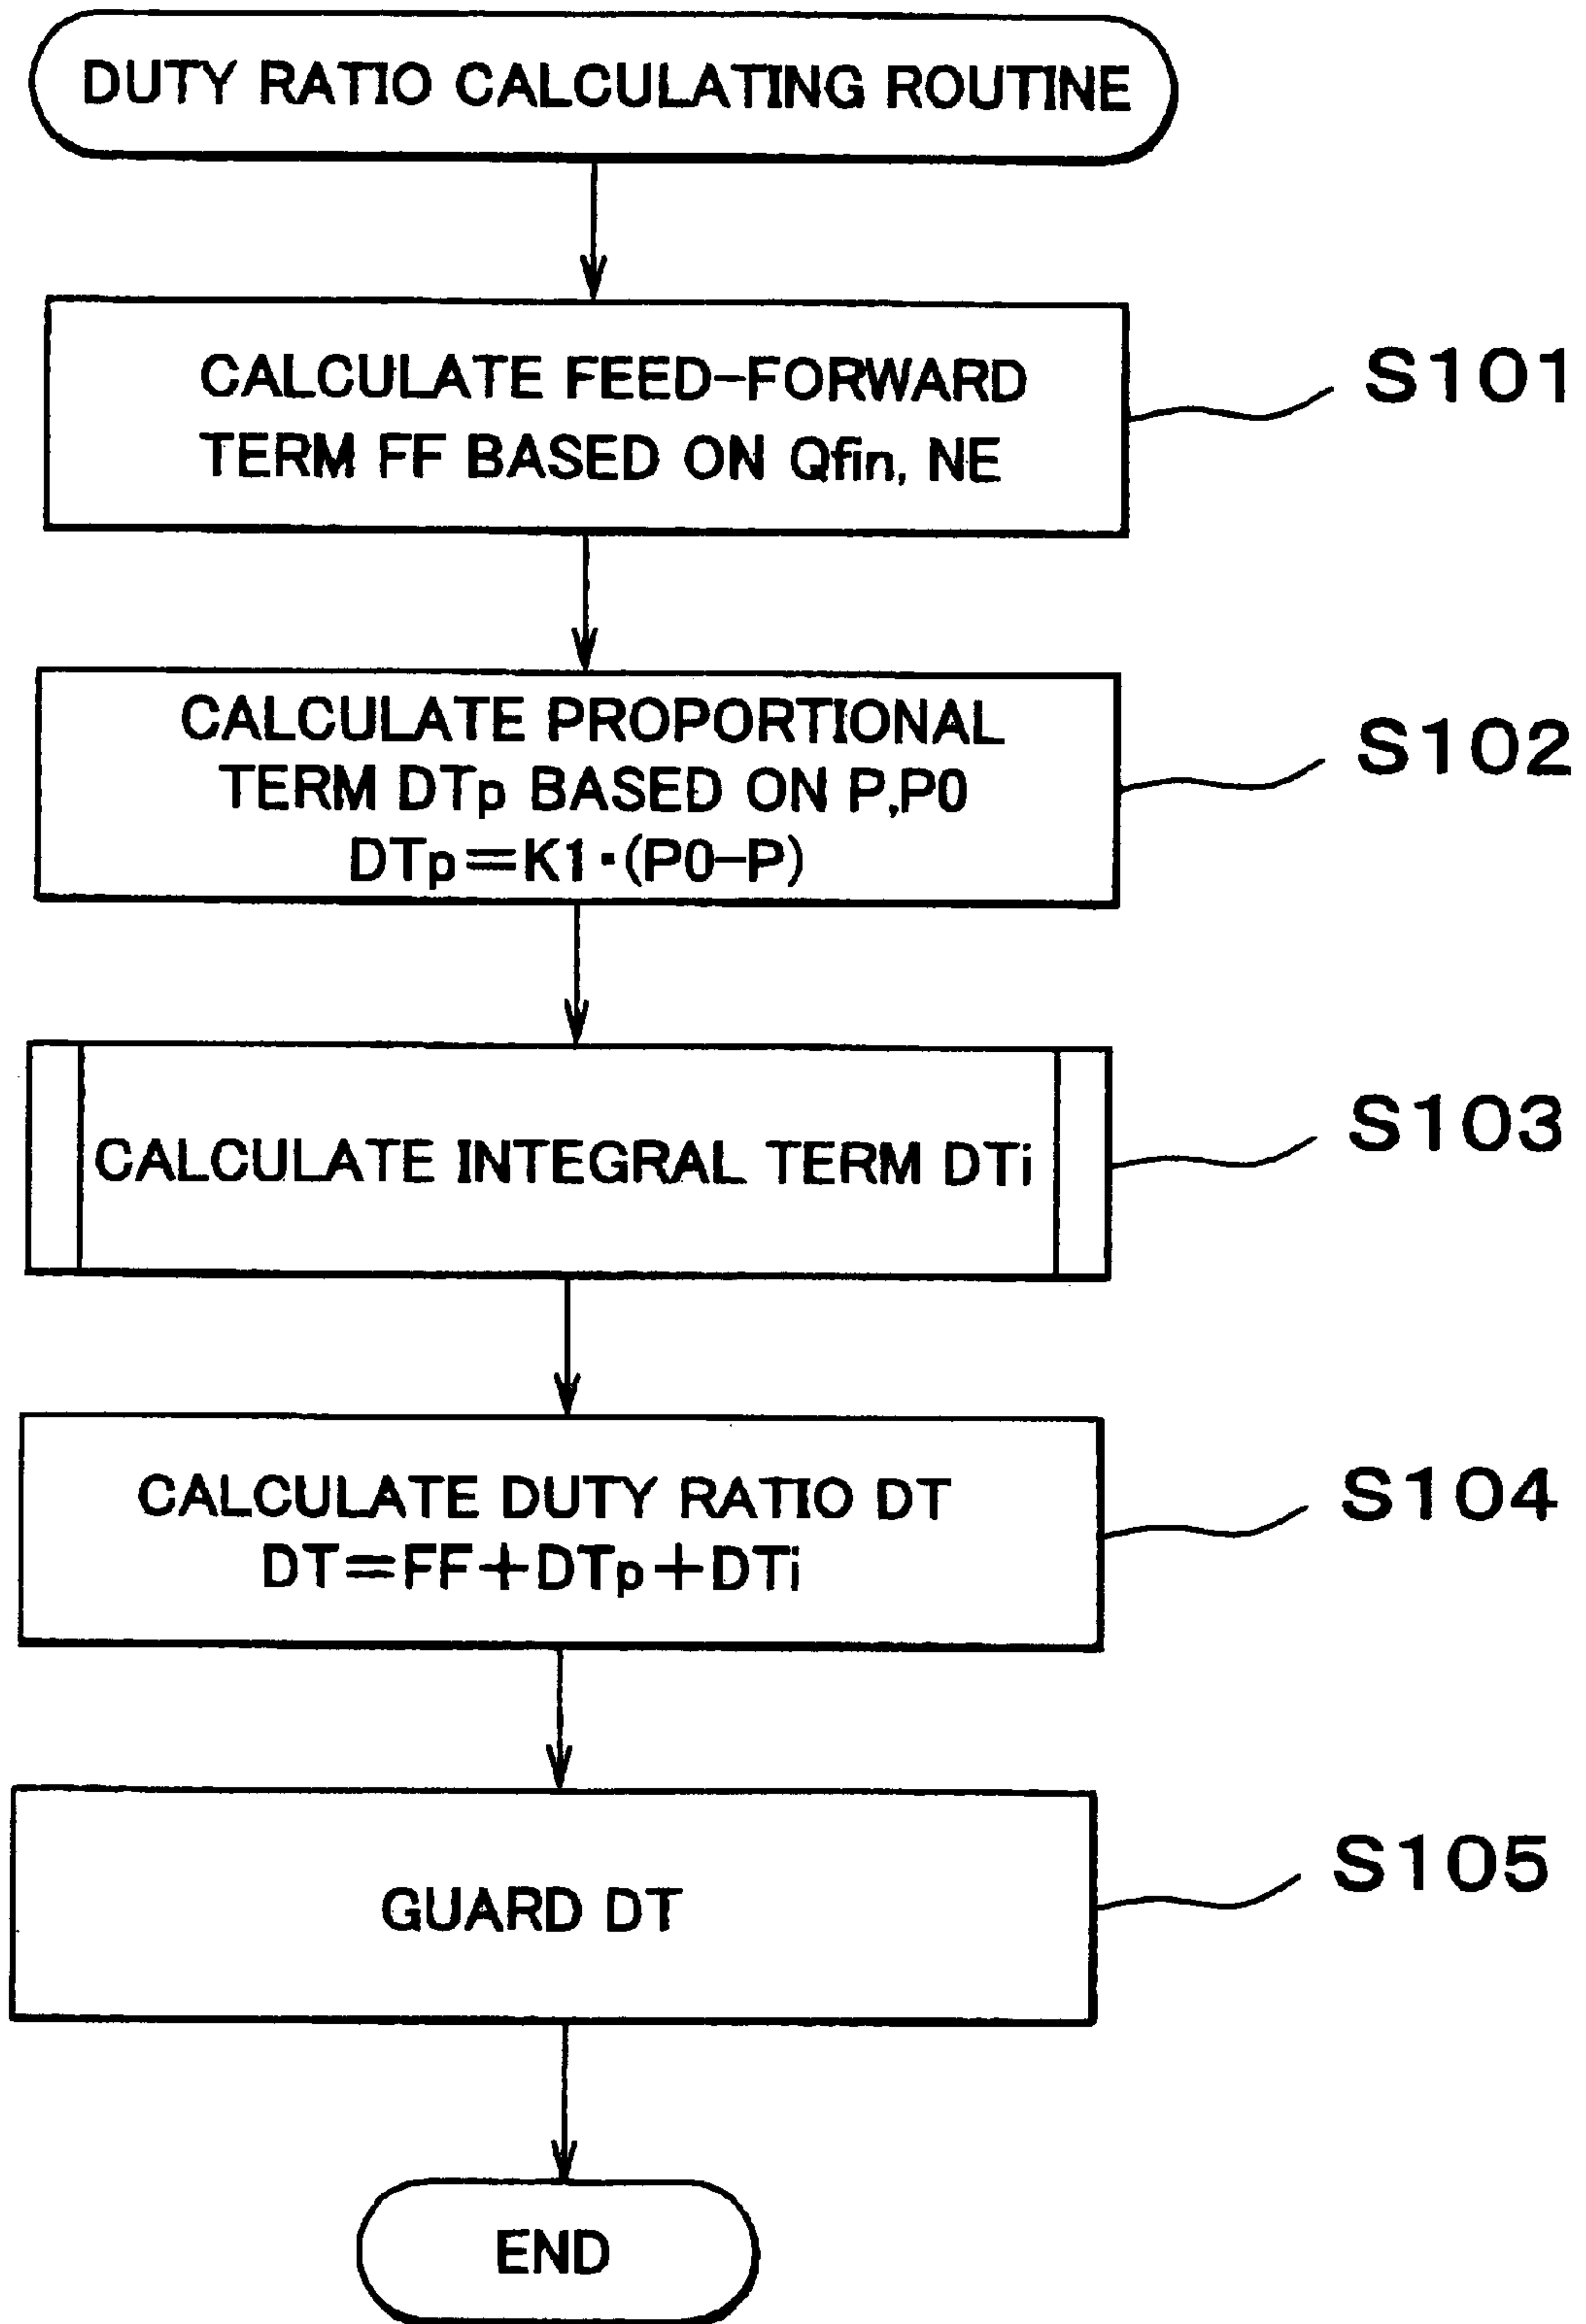 DUTY RATIO CALCULATING ROUTINE
CALCULATE FEED-FORWARD
TERM FF BASED ON Qfin, NE
S101
CALCULATE PROPORTIONAL
TERM DTp BASED ON P,P0
DTp=K1·(P0-P)
S102
CALCULATE INTEGRAL TERM DTi
S103
CALCULATE DUTY RATIO DT
DT=FF+DTp+DTi
S104
GUARD DT
S105
END